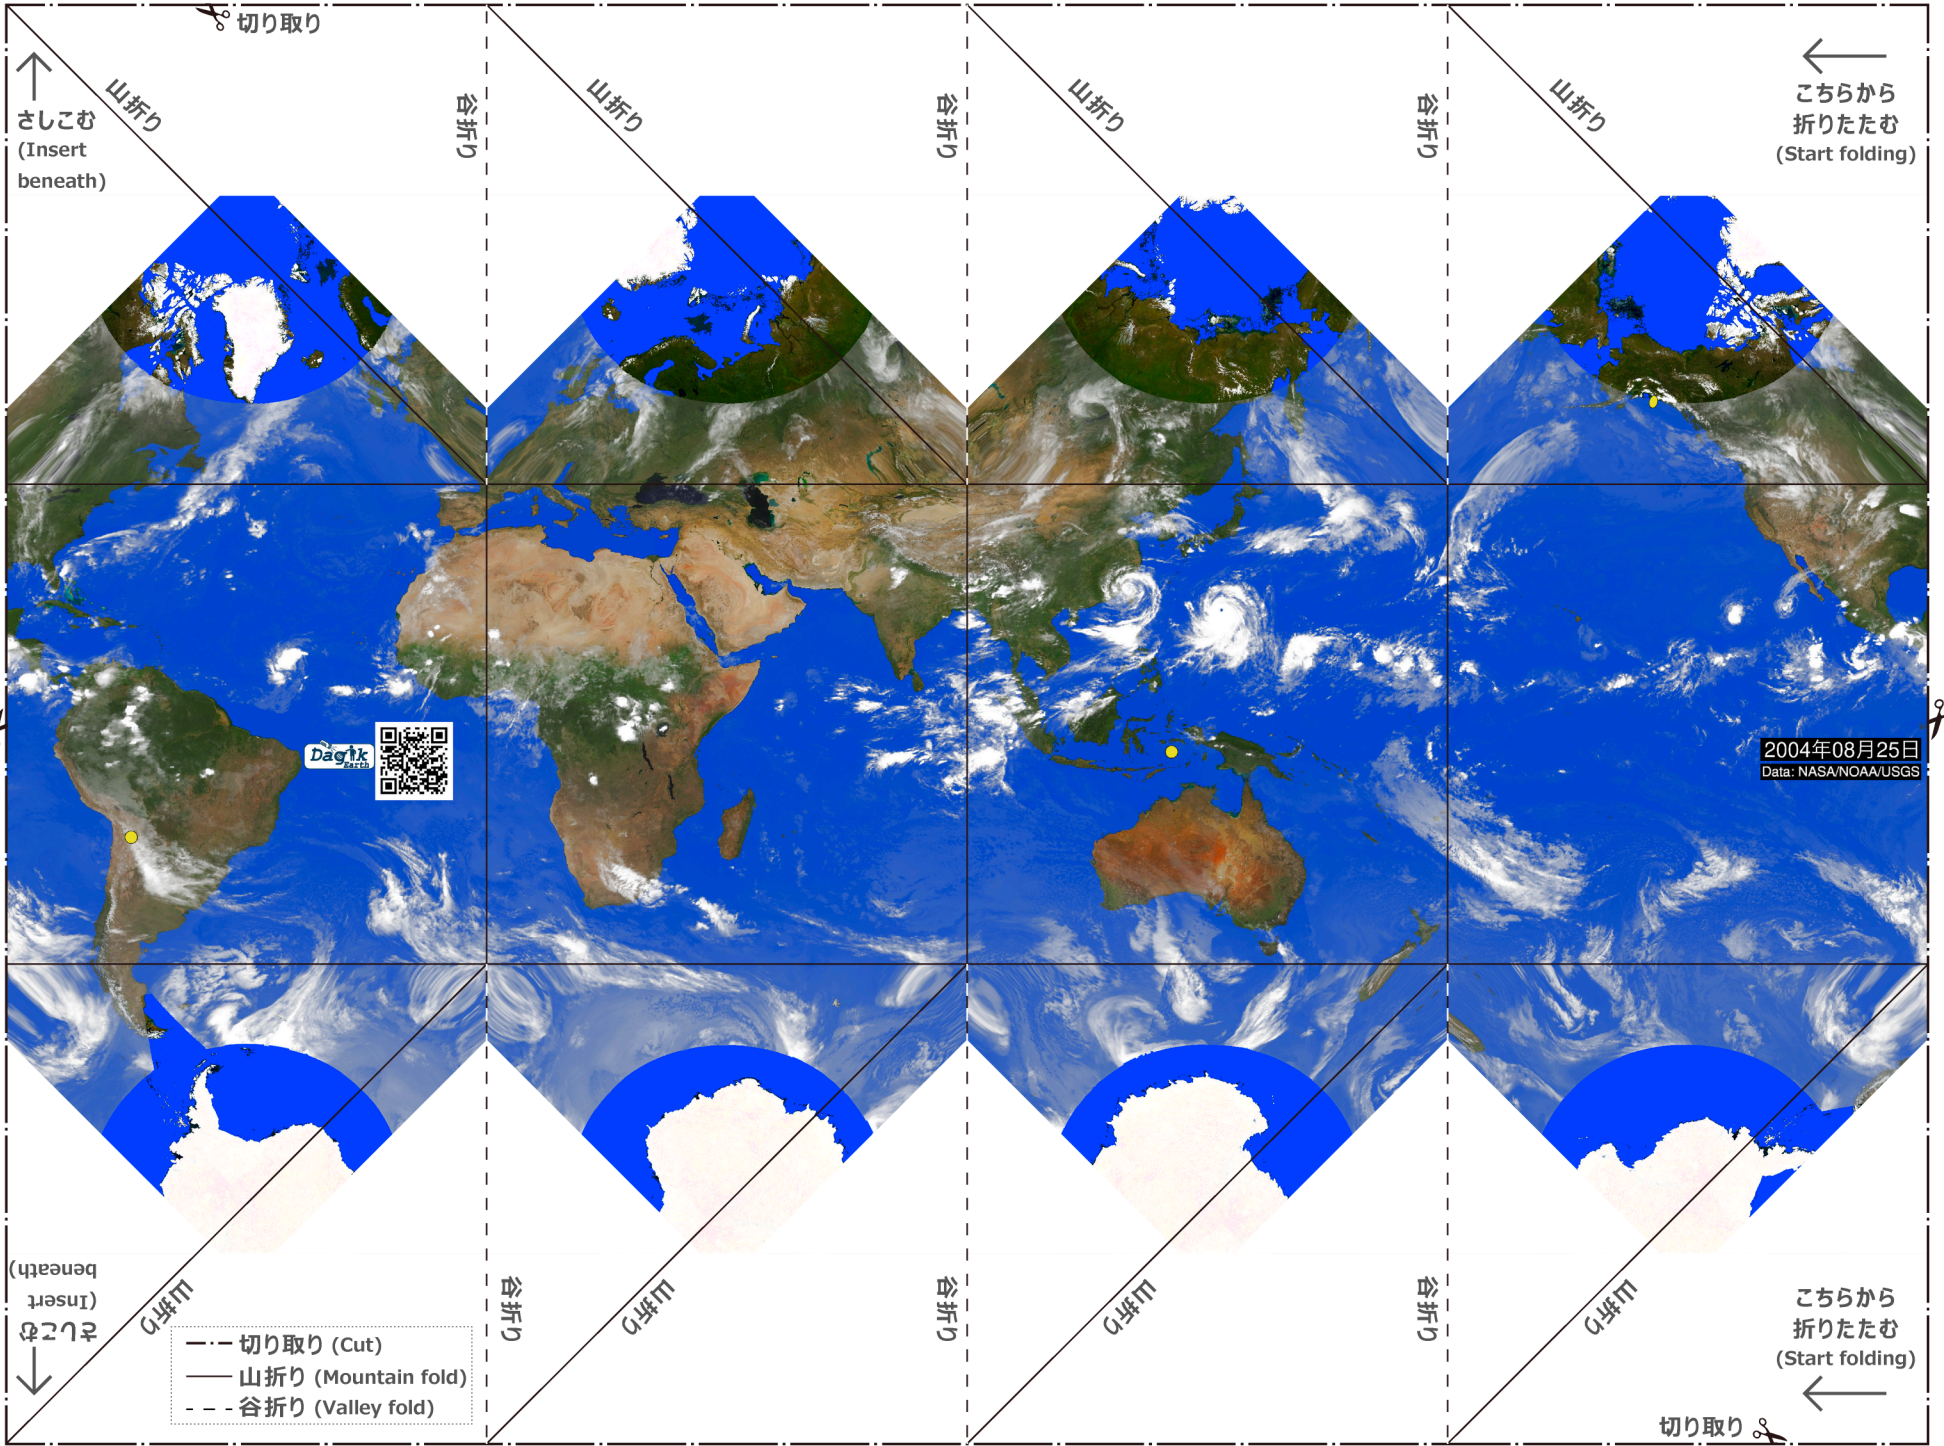 切り取り
山折り
谷折り
山折り
谷折り
山折り
谷折り
山折り
さしこむ
(Insert
beneath)
こちらから
折りたたむ
(Start folding)
Dagik
Earth
2004年08月25日
Data: NASA/NOAA/USGS
さしこむ
(Insert
beneath)
山折り
谷折り
山折り
谷折り
山折り
谷折り
山折り
こちらから
折りたたむ
(Start folding)
切り取り (Cut)
山折り (Mountain fold)
谷折り (Valley fold)
切り取り